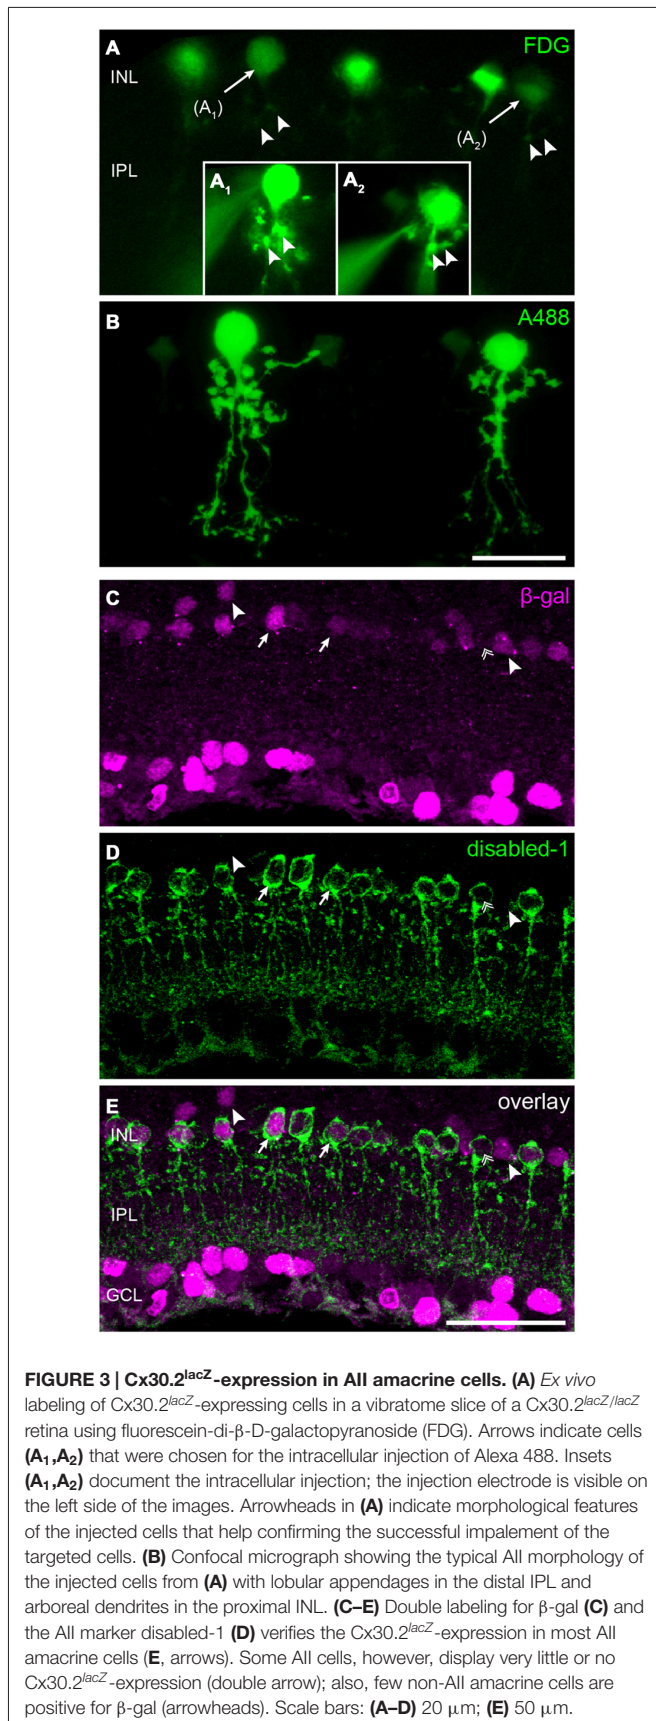 A
FDG
INL
(A₁)
(A₂)
IPL
A₁
A₂
B
A488
C
β-gal
D
disabled-1
E
overlay
INL
IPL
GCL
FIGURE 3 | Cx30.2lacZ-expression in AII amacrine cells. (A) Ex vivo
labeling of Cx30.2lacZ-expressing cells in a vibratome slice of a Cx30.2lacZ/lacZ
retina using fluorescein-di-β-D-galactopyranoside (FDG). Arrows indicate cells
(A₁,A₂) that were chosen for the intracellular injection of Alexa 488. Insets
(A₁,A₂) document the intracellular injection; the injection electrode is visible on
the left side of the images. Arrowheads in (A) indicate morphological features
of the injected cells that help confirming the successful impalement of the
targeted cells. (B) Confocal micrograph showing the typical AII morphology of
the injected cells from (A) with lobular appendages in the distal IPL and
arboreal dendrites in the proximal INL. (C–E) Double labeling for β-gal (C) and
the AII marker disabled-1 (D) verifies the Cx30.2lacZ-expression in most AII
amacrine cells (E, arrows). Some AII cells, however, display very little or no
Cx30.2lacZ-expression (double arrow); also, few non-AII amacrine cells are
positive for β-gal (arrowheads). Scale bars: (A–D) 20 μm; (E) 50 μm.